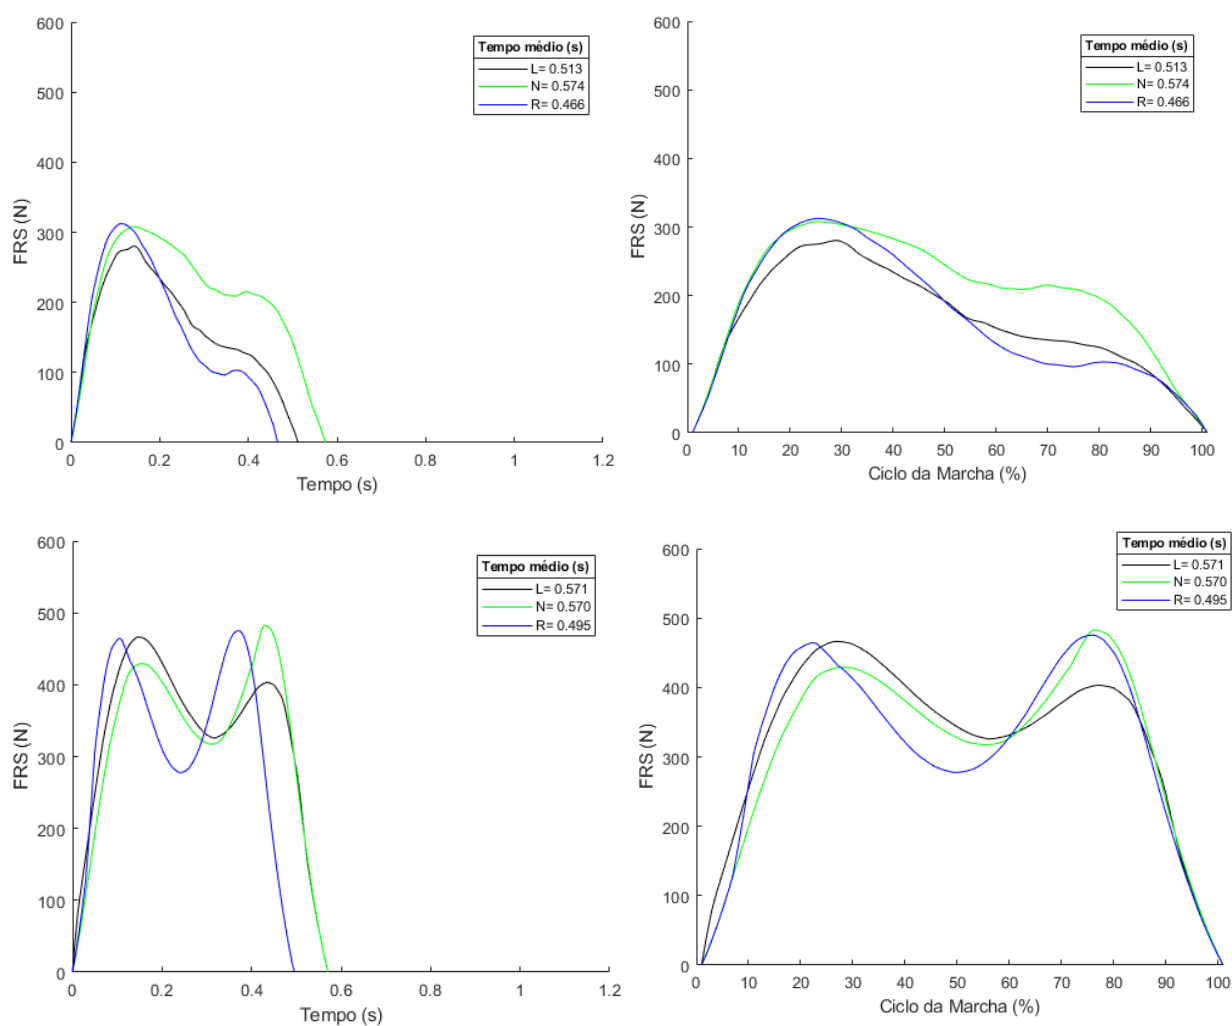 Tempo médio (s)
L= 0.513
N= 0.574
R= 0.466
FRS (N)
600
500
400
300
200
100
0
0 0.2 0.4 0.6 0.8 1 1.2
Tempo (s)
Tempo médio (s)
L= 0.513
N= 0.574
R= 0.466
FRS (N)
600
500
400
300
200
100
0
0 10 20 30 40 50 60 70 80 90 100
Ciclo da Marcha (%)
Tempo médio (s)
L= 0.571
N= 0.570
R= 0.495
FRS (N)
600
500
400
300
200
100
0
0 0.2 0.4 0.6 0.8 1 1.2
Tempo (s)
Tempo médio (s)
L= 0.571
N= 0.570
R= 0.495
FRS (N)
600
500
400
300
200
100
0
0 10 20 30 40 50 60 70 80 90 100
Ciclo da Marcha (%)